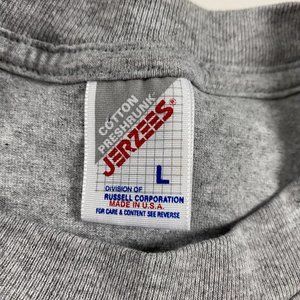 COTTON
PRESHRUNK
JERZEES®
L
DIVISION OF
RUSSELL CORPORATION
MADE IN U.S.A.
FOR CARE & CONTENT SEE REVERSE